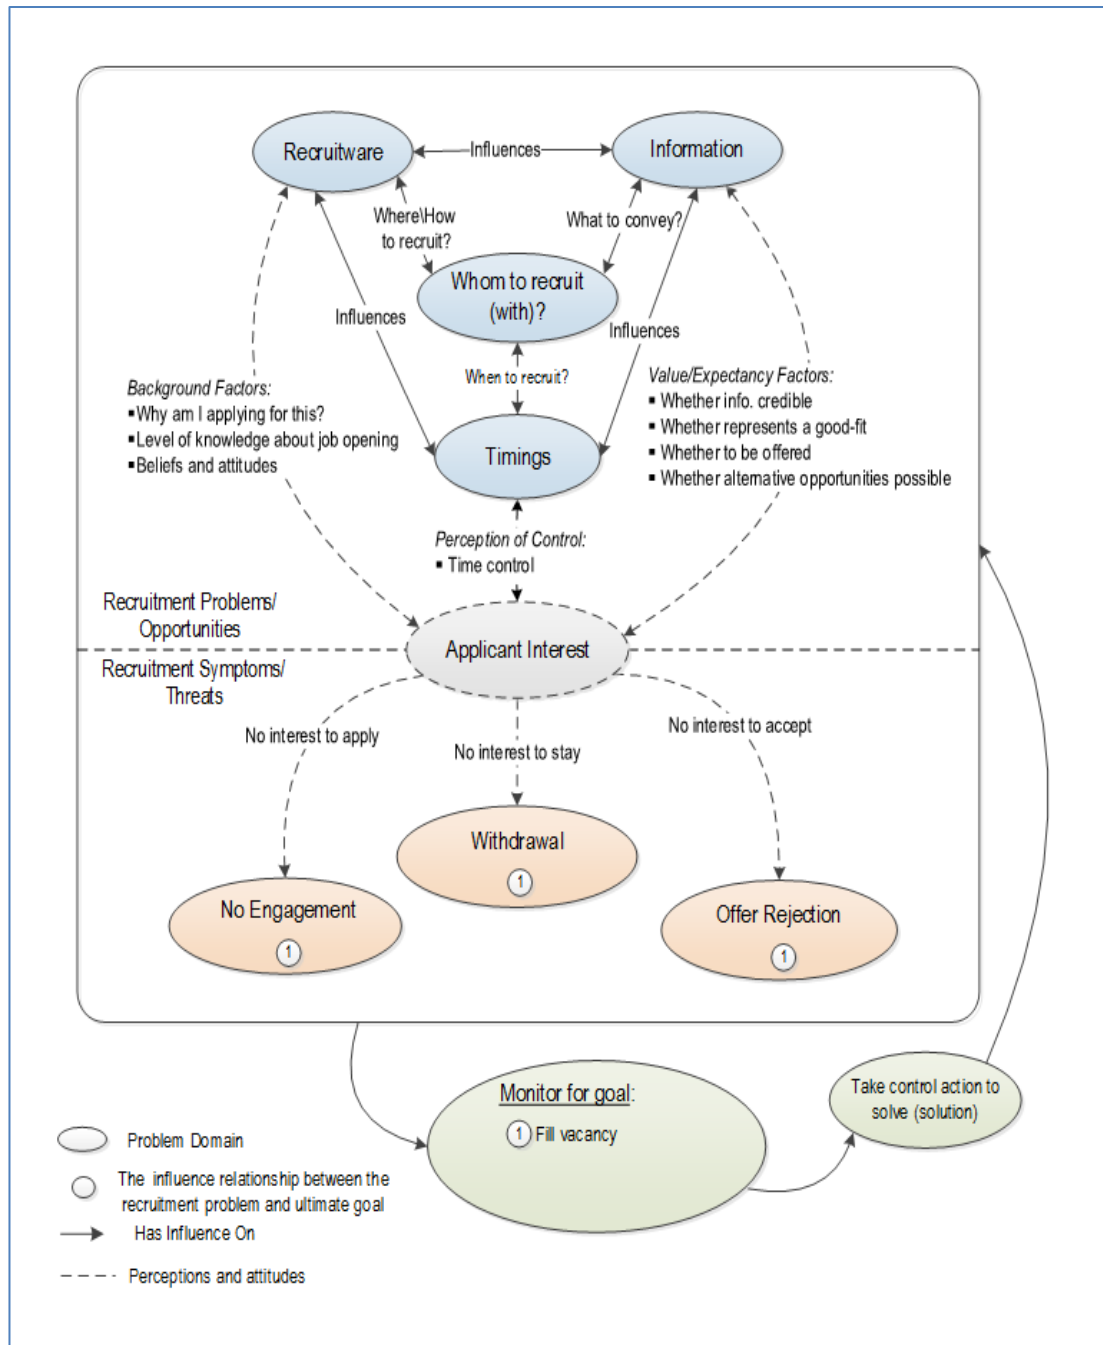 Recruitware
Influences
Information
Where\How
to recruit?
What to convey?
Whom to recruit
(with)?
Influences
Influences
When to recruit?
Background Factors:
▪Why am I applying for this?
▪Level of knowledge about job opening
▪Beliefs and attitudes
Value/Expectancy Factors:
▪ Whether info. credible
▪ Whether represents a good-fit
▪ Whether to be offered
▪ Whether alternative opportunities possible
Timings
Perception of Control:
▪ Time control
Recruitment Problems/
Opportunities
Applicant Interest
Recruitment Symptoms/
Threats
No interest to apply
No interest to stay
No interest to accept
Withdrawal
1
No Engagement
1
Offer Rejection
1
Monitor for goal:
1 Fill vacancy
Take control action to
solve (solution)
Problem Domain
The influence relationship between the
recruitment problem and ultimate goal
Has Influence On
Perceptions and attitudes